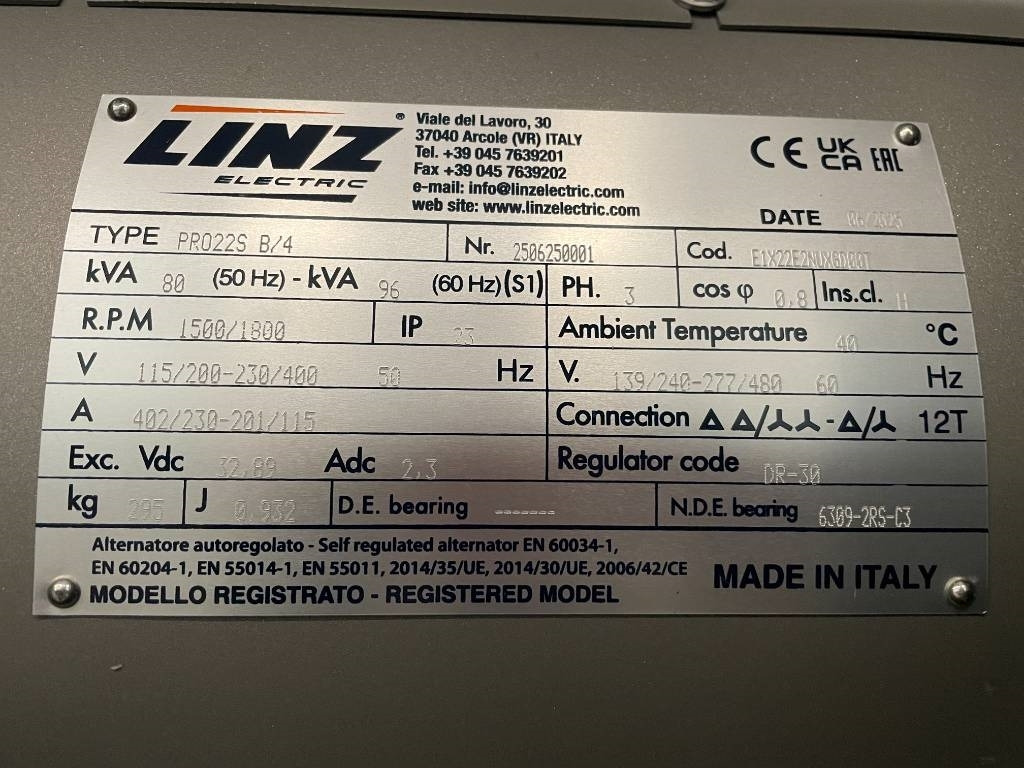 LINZ ®
ELECTRIC
Viale del Lavoro, 30
37040 Arcole (VR) ITALY
Tel. +39 045 7639201
Fax +39 045 7639202
e-mail: info@linzelectric.com
web site: www.linzelectric.com
CE UKCA EAC
DATE 06/2025
TYPE PRO22S B/4 Nr. 2506250001 Cod.
kVA 80 (50 Hz) - kVA 96 (60 Hz) (S1) PH. 3 cos φ 0,8 Ins.cl. H
R.P.M 1500/1800 IP 23 Ambient Temperature 40 °C
V 115/200-230/400 50 Hz V. 139/240-277/480 60 Hz
A 402/230-201/115 Connection 12T
Exc. Vdc 32,89 Adc 2,3 Regulator code DR-30
kg 295 J 0,932 D.E. bearing ------- N.D.E. bearing 6309-2RS-C3
Alternatore autoregolato - Self regulated alternator EN 60034-1,
EN 60204-1, EN 55014-1, EN 55011, 2014/35/UE, 2014/30/UE, 2006/42/CE
MODELLO REGISTRATO - REGISTERED MODEL
MADE IN ITALY